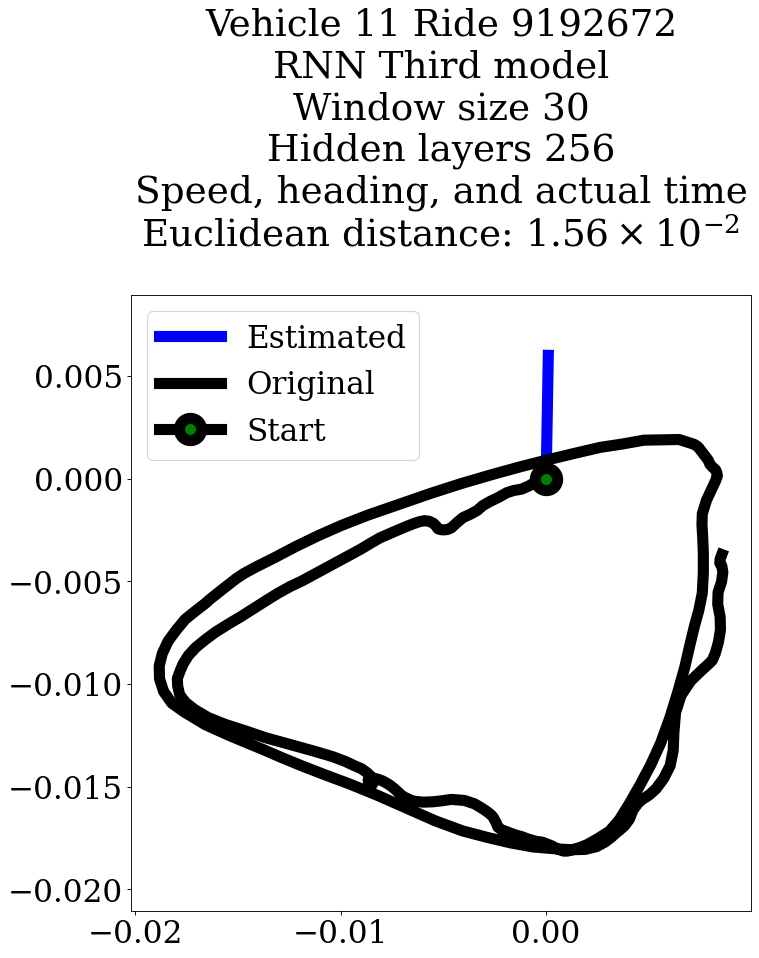 Vehicle 11 Ride 9192672
RNN Third model
Window size 30
Hidden layers 256
Speed, heading, and actual time
Euclidean distance: 1.56 × 10⁻²
Estimated
Original
Start
0.005
0.000
−0.005
−0.010
−0.015
−0.020
−0.02
−0.01
0.00